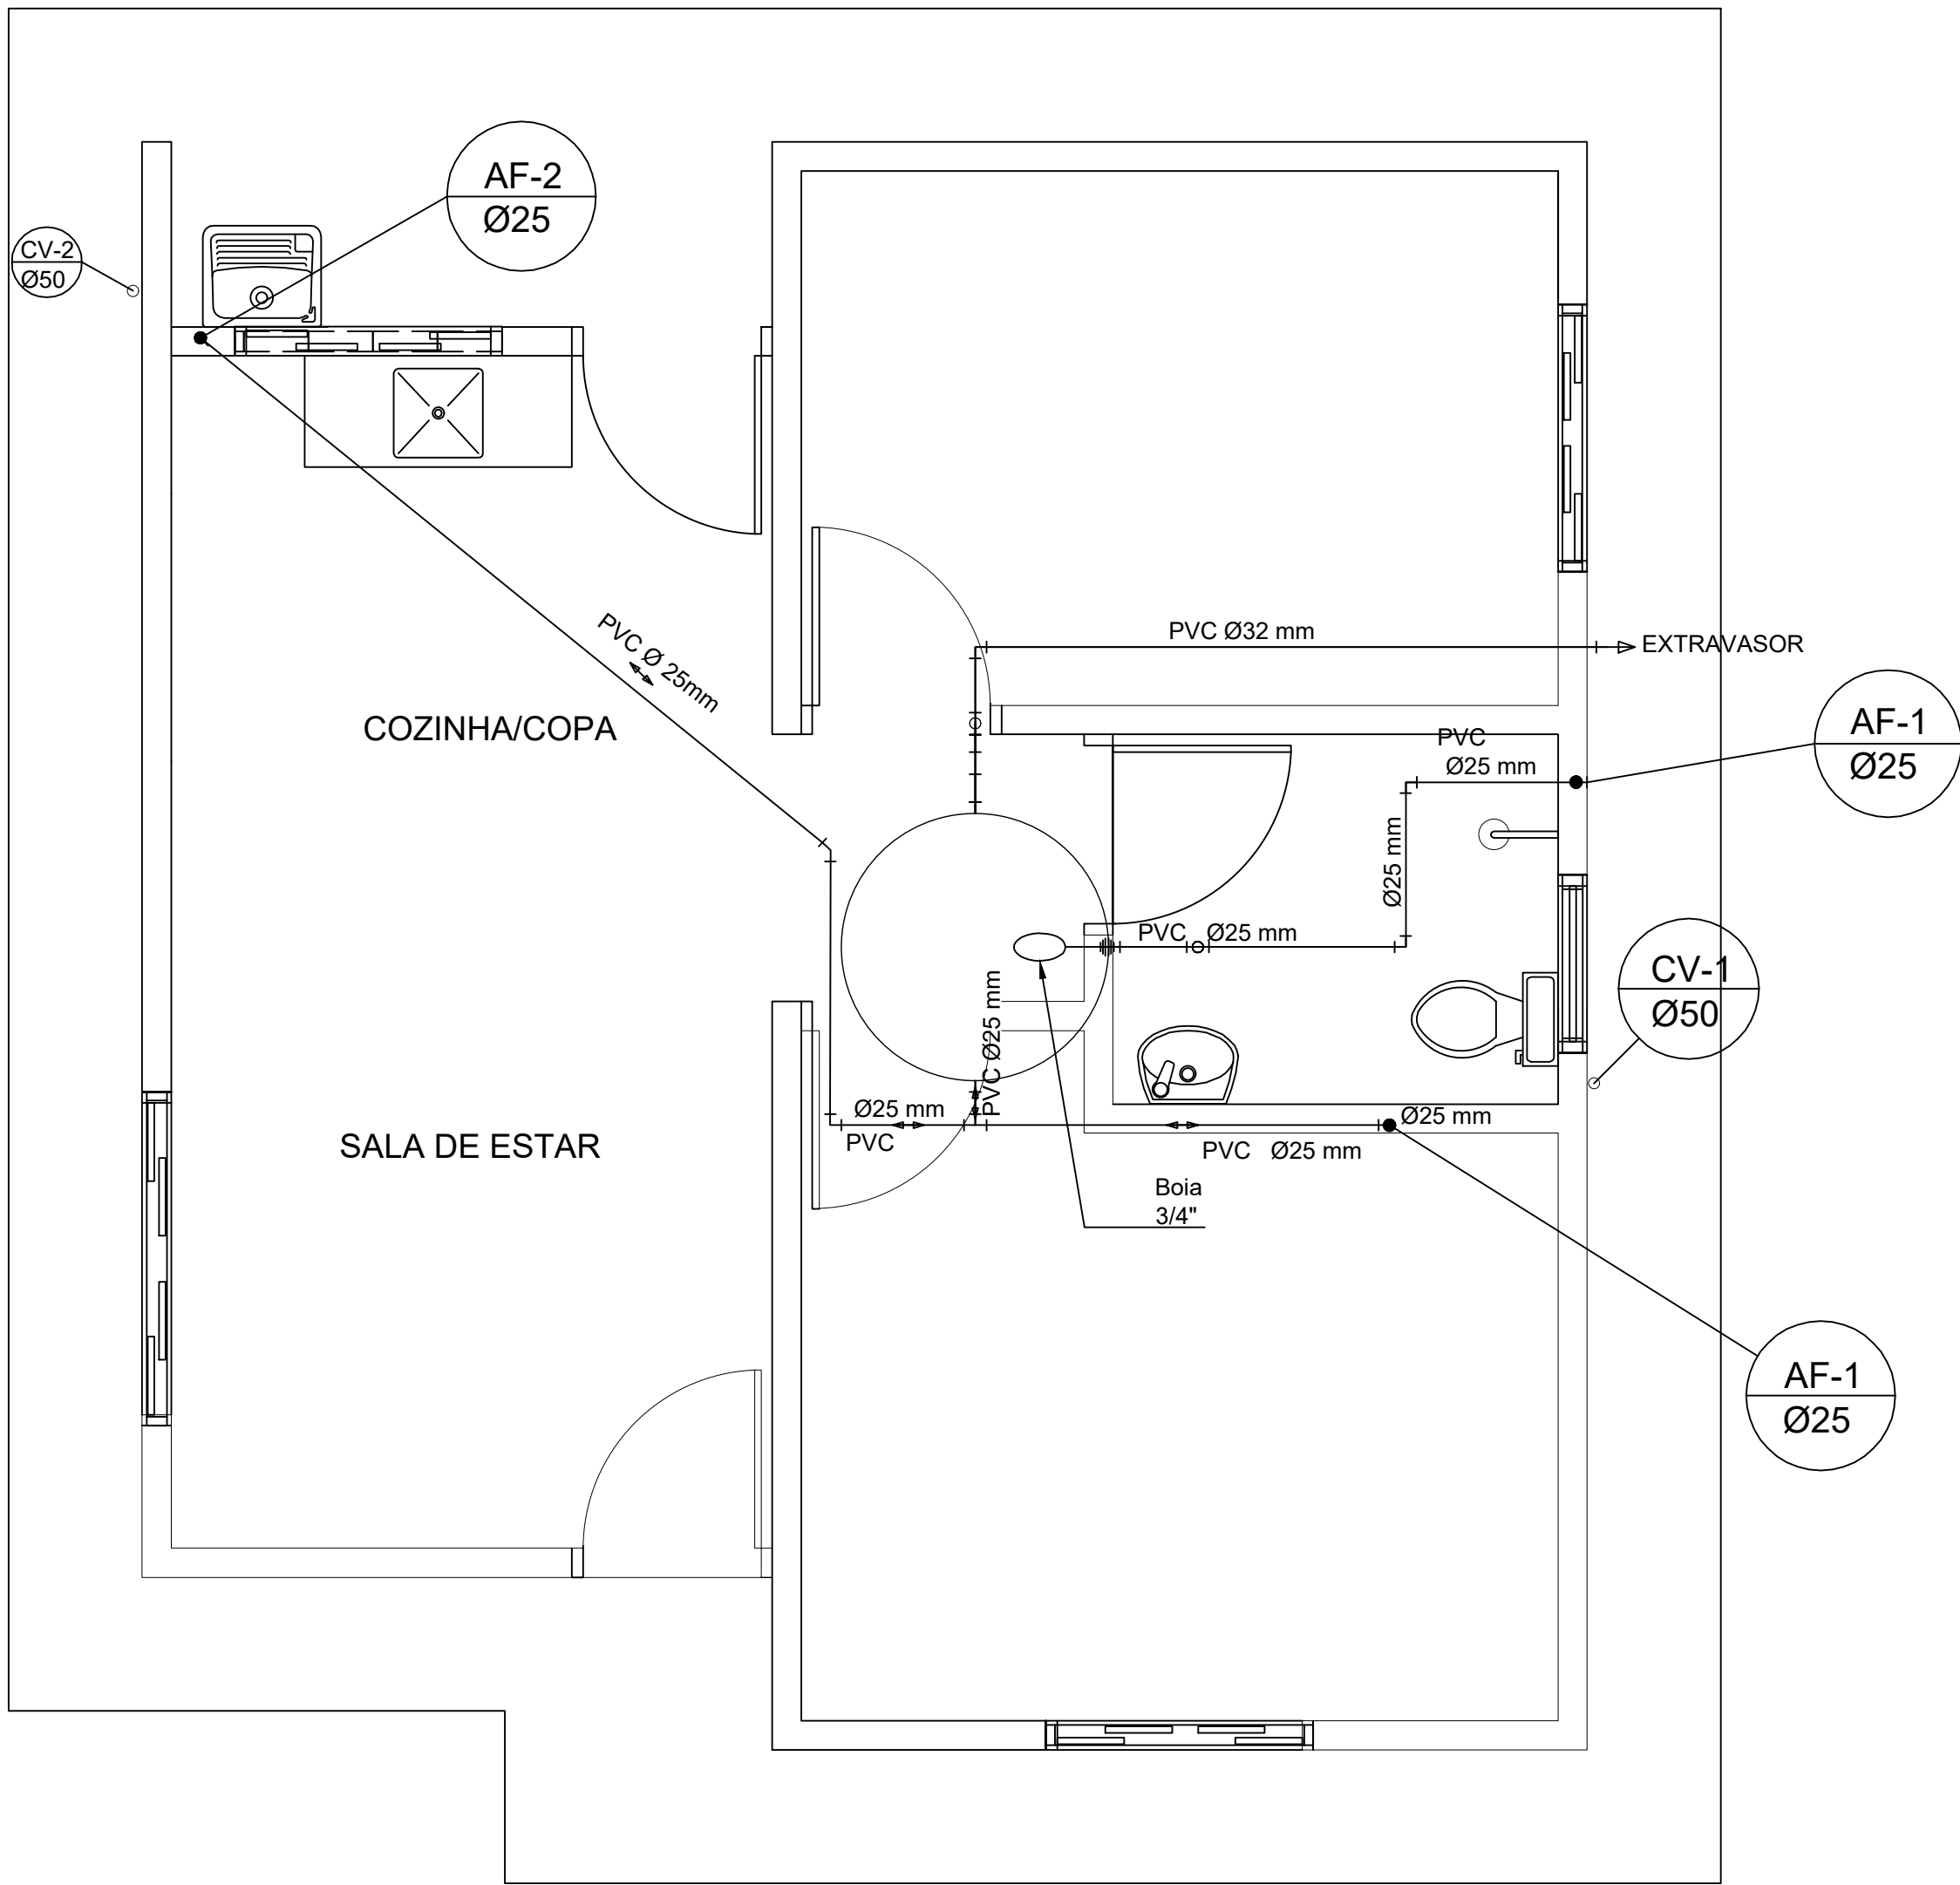 AF-2
Ø25
CV-2
Ø50
PVC Ø 25mm
PVC Ø32 mm
EXTRAVASOR
COZINHA/COPA
AF-1
Ø25
PVC
Ø25 mm
Ø25 mm
PVC Ø25 mm
CV-1
Ø50
PVC Ø25 mm
Ø25 mm
PVC
Ø25 mm
PVC Ø25 mm
SALA DE ESTAR
Boia
3/4"
AF-1
Ø25